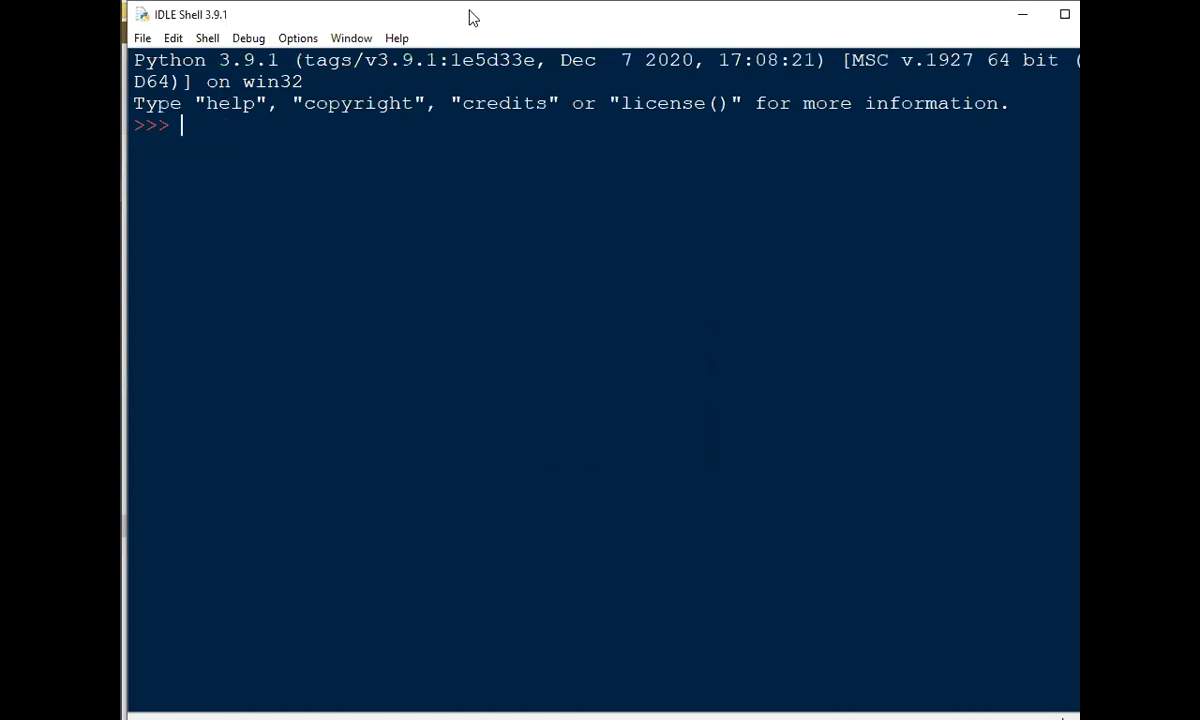 IDLE Shell 3.9.1
File Edit Shell Debug Options Window Help
Python 3.9.1 (tags/v3.9.1:1e5d33e, Dec  7 2020, 17:08:21) [MSC v.1927 64 bit (
D64)] on win32
Type "help", "copyright", "credits" or "license()" for more information.
>>>